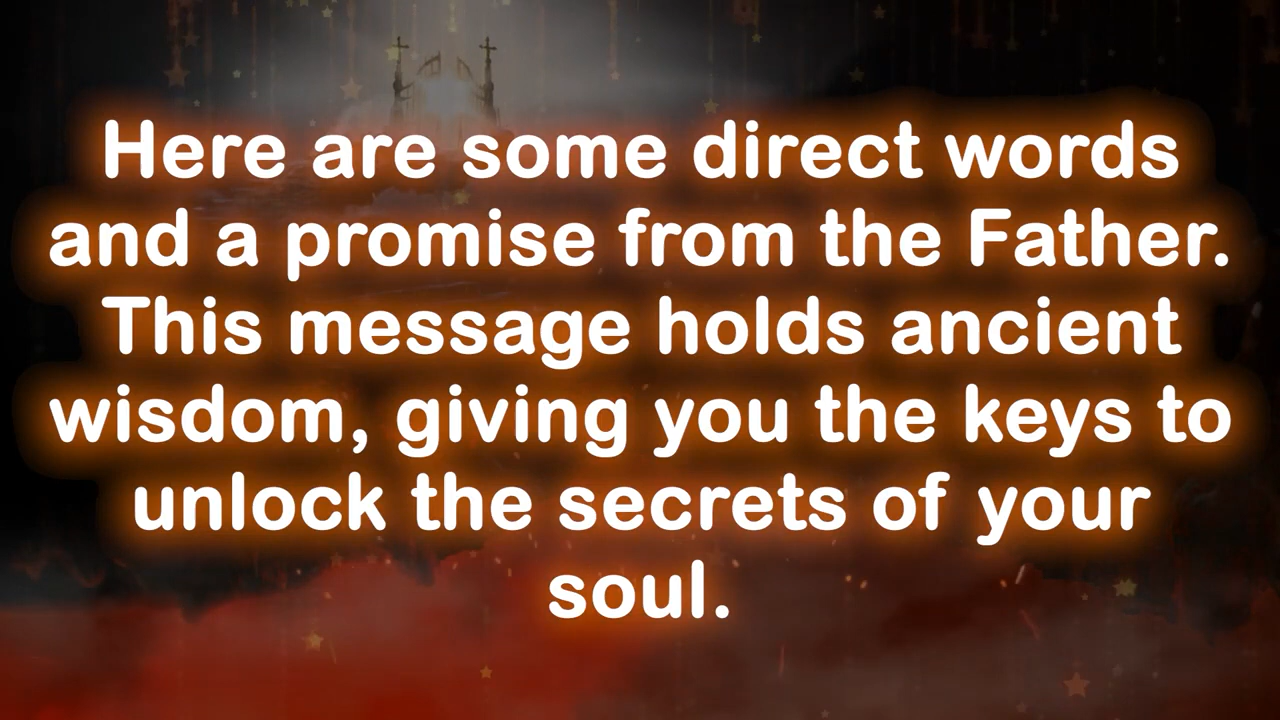 Here are some direct words
and a promise from the Father.
This message holds ancient
wisdom, giving you the keys to
unlock the secrets of your
soul.